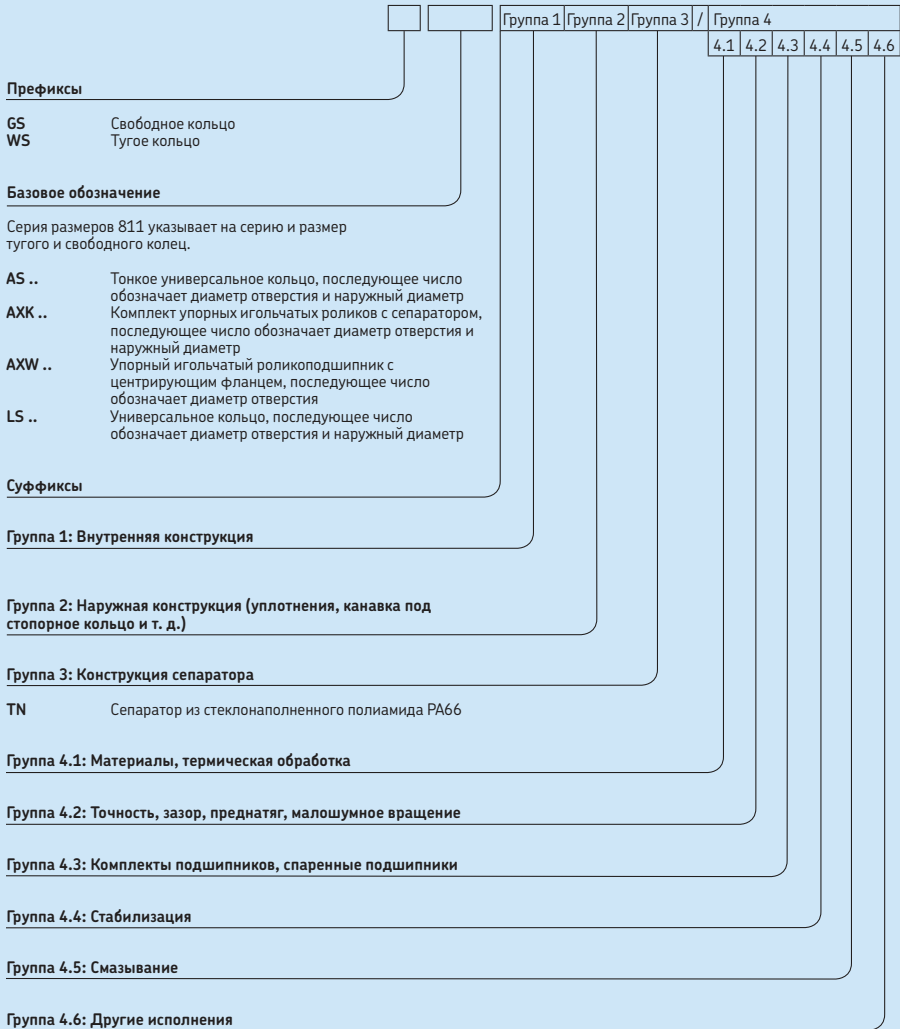 Группа 1 Группа 2 Группа 3 / Группа 4
4.1 4.2 4.3 4.4 4.5 4.6
Префиксы
GS Свободное кольцо
WS Тугое кольцо
Базовое обозначение
Серия размеров 811 указывает на серию и размер
тугого и свободного колец.
AS .. Тонкое универсальное кольцо, последующее число
обозначает диаметр отверстия и наружный диаметр
AXK .. Комплект упорных игольчатых роликов с сепаратором,
последующее число обозначает диаметр отверстия и
наружный диаметр
AXW .. Упорный игольчатый роликоподшипник с
центрирующим фланцем, последующее число
обозначает диаметр отверстия
LS .. Универсальное кольцо, последующее число
обозначает диаметр отверстия и наружный диаметр
Суффиксы
Группа 1: Внутренняя конструкция
Группа 2: Наружная конструкция (уплотнения, канавка под
стопорное кольцо и т. д.)
Группа 3: Конструкция сепаратора
TN Сепаратор из стеклонаполненного полиамида PA66
Группа 4.1: Материалы, термическая обработка
Группа 4.2: Точность, зазор, преднатяг, малошумное вращение
Группа 4.3: Комплекты подшипников, спаренные подшипники
Группа 4.4: Стабилизация
Группа 4.5: Смазывание
Группа 4.6: Другие исполнения